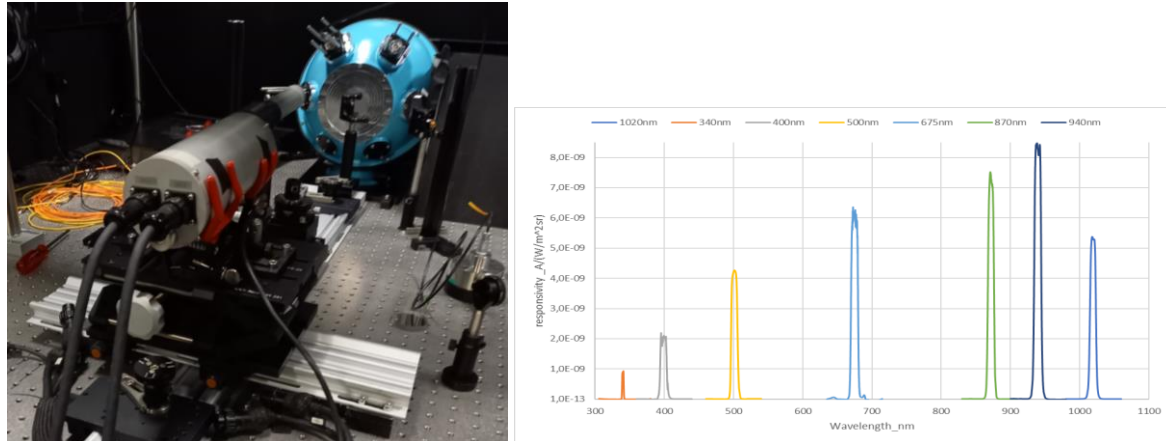 1020nm 340nm 400nm 500nm 675nm 870nm 940nm
8,0E-09
7,0E-09
6,0E-09
5,0E-09
4,0E-09
3,0E-09
2,0E-09
1,0E-09
1,0E-13
responsivity _A/(W/m^2sr)
300 400 500 600 700 800 900 1000 1100
Wavelength_nm